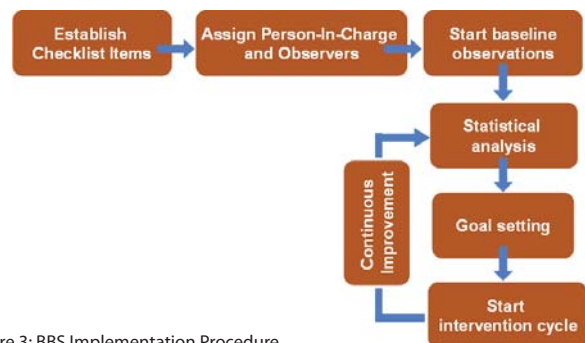 Establish
Checklist Items
Assign Person-In-Charge
and Observers
Start baseline
observations
Statistical
analysis
Continuous
Improvement
Goal setting
Start
intervention cycle
re 3: BBS Implementation Procedure